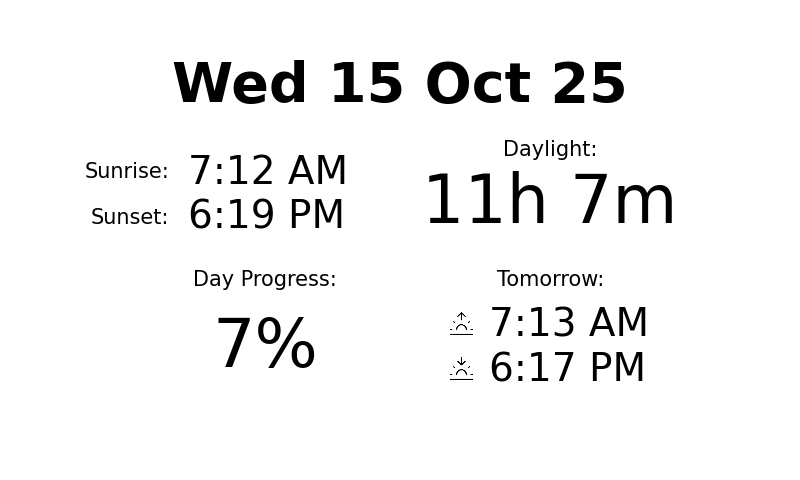 Wed 15 Oct 25
Sunrise: 7:12 AM
Sunset: 6:19 PM
Daylight:
11h 7m
Day Progress:
7%
Tomorrow:
7:13 AM
6:17 PM